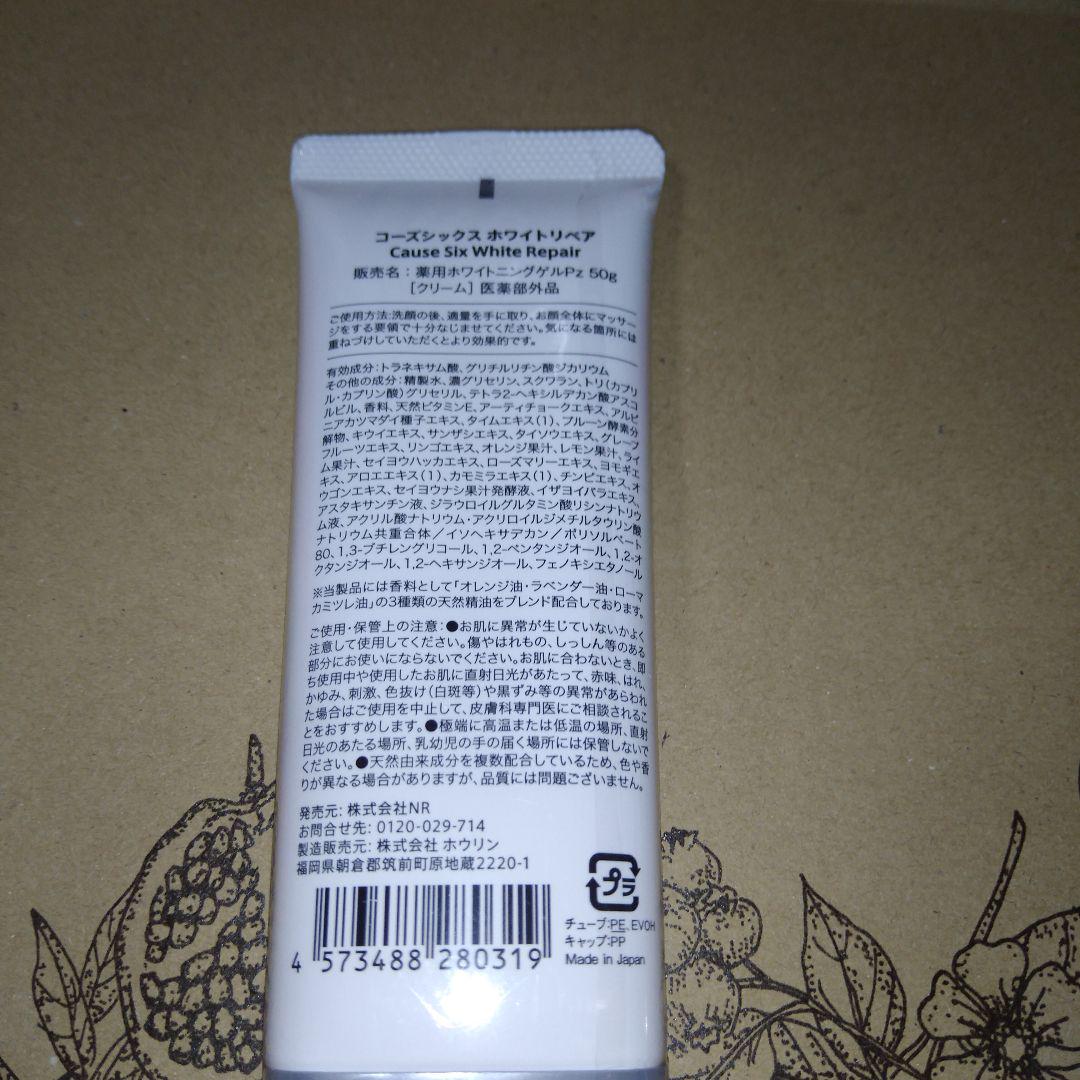 コーズシックス ホワイトリペア
Cause Six White Repair
販売名：薬用ホワイトニングゲルPz 50g
［クリーム］医薬部外品
ご使用方法:洗顔の後、適量を手に取り、お顔全体にマッサー
ジをする要領で十分なじませてください。気になる箇所には
重ねづけしていただくとより効果的です。
有効成分：トラネキサム酸、グリチルリチン酸ジカリウム
その他の成分：精製水、濃グリセリン、スクワラン、トリ（カプリ
ル・カプリン酸）グリセリル、テトラ2-ヘキシルデカン酸アスコ
ルビル、香料、天然ビタミンE、アーティチョークエキス、アルピ
ニアカツマダイ種子エキス、タイムエキス（1）、プルーン酵素分
解物、キウイエキス、サンザシエキス、タイソウエキス、グレープ
フルーツエキス、リンゴエキス、オレンジ果汁、レモン果汁、ライ
ム果汁、セイヨウハッカエキス、ローズマリーエキス、ヨモギエ
キス、アロエエキス（1）、カモミラエキス（1）、チンピエキス、オ
ウゴンエキス、セイヨウナシ果汁発酵液、イザヨイバラエキス、
アスタキサンチン液、ジラウロイルグルタミン酸リシンナトリウ
ム液、アクリル酸ナトリウム・アクリロイルジメチルタウリン酸
ナトリウム共重合体／イソヘキサデカン／ポリソルベート
80、1,3-ブチレングリコール、1,2-ペンタンジオール、1,2-オ
クタンジオール、1,2-ヘキサンジオール、フェノキシエタノール
※当製品には香料として「オレンジ油・ラベンダー油・ローマ
カミツレ油」の3種類の天然精油をブレンド配合しております。
ご使用・保管上の注意：●お肌に異常が生じていないかよく
注意して使用してください。傷やはれもの、しっしん等のある
部分にお使いにならないでください。お肌に合わないとき、即
ち使用中や使用したお肌に直射日光があたって、赤味、はれ、
かゆみ、刺激、色抜け（白斑等）や黒ずみ等の異常があらわれ
た場合はご使用を中止して、皮膚科専門医にご相談されるこ
とをおすすめします。●極端に高温または低温の場所、直射
日光のあたる場所、乳幼児の手の届く場所には保管しないで
ください。●天然由来成分を複数配合しているため、色や香
りが異なる場合がありますが、品質には問題ございません。
発売元：株式会社NR
お問合せ先：0120-029-714
製造販売元：株式会社 ホウリン
福岡県朝倉郡筑前町原地蔵2220-1
プラ
チューブ:PE、EVOH
キャップ:PP
Made in Japan
4 573488 280319